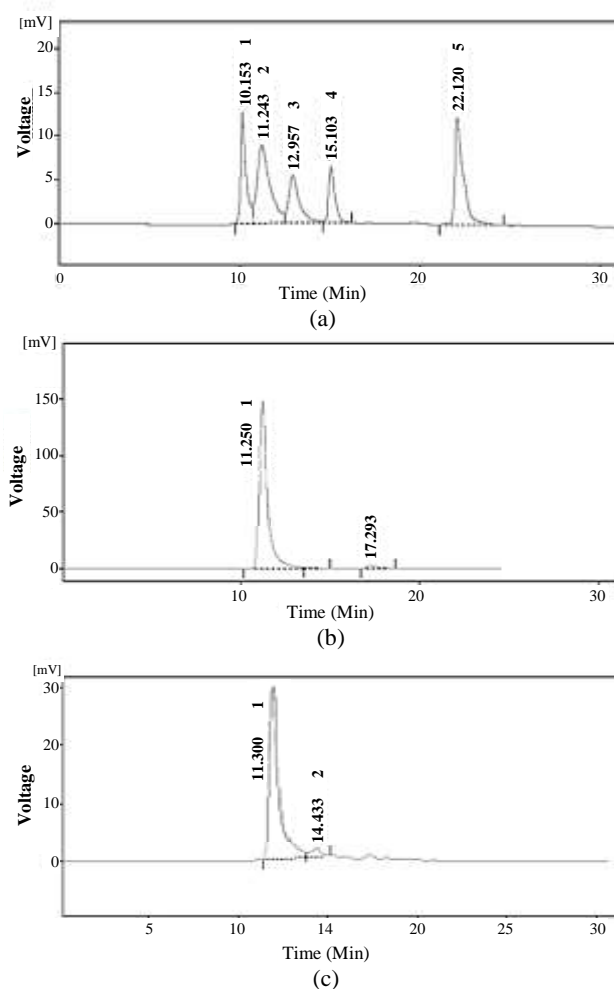 [mV]
20
15
10
5
0
Voltage
10.153 1
11.243 2
12.957 3
15.103 4
22.120 5
0 10 20 30
Time (Min)
(a)
[mV]
150
100
50
0
Voltage
11.250 1
17.293
10 20 30
Time (Min)
(b)
[mV]
30
20
10
0
Voltage
11.300 1
14.433 2
5 10 14 20 25 30
Time (Min)
(c)